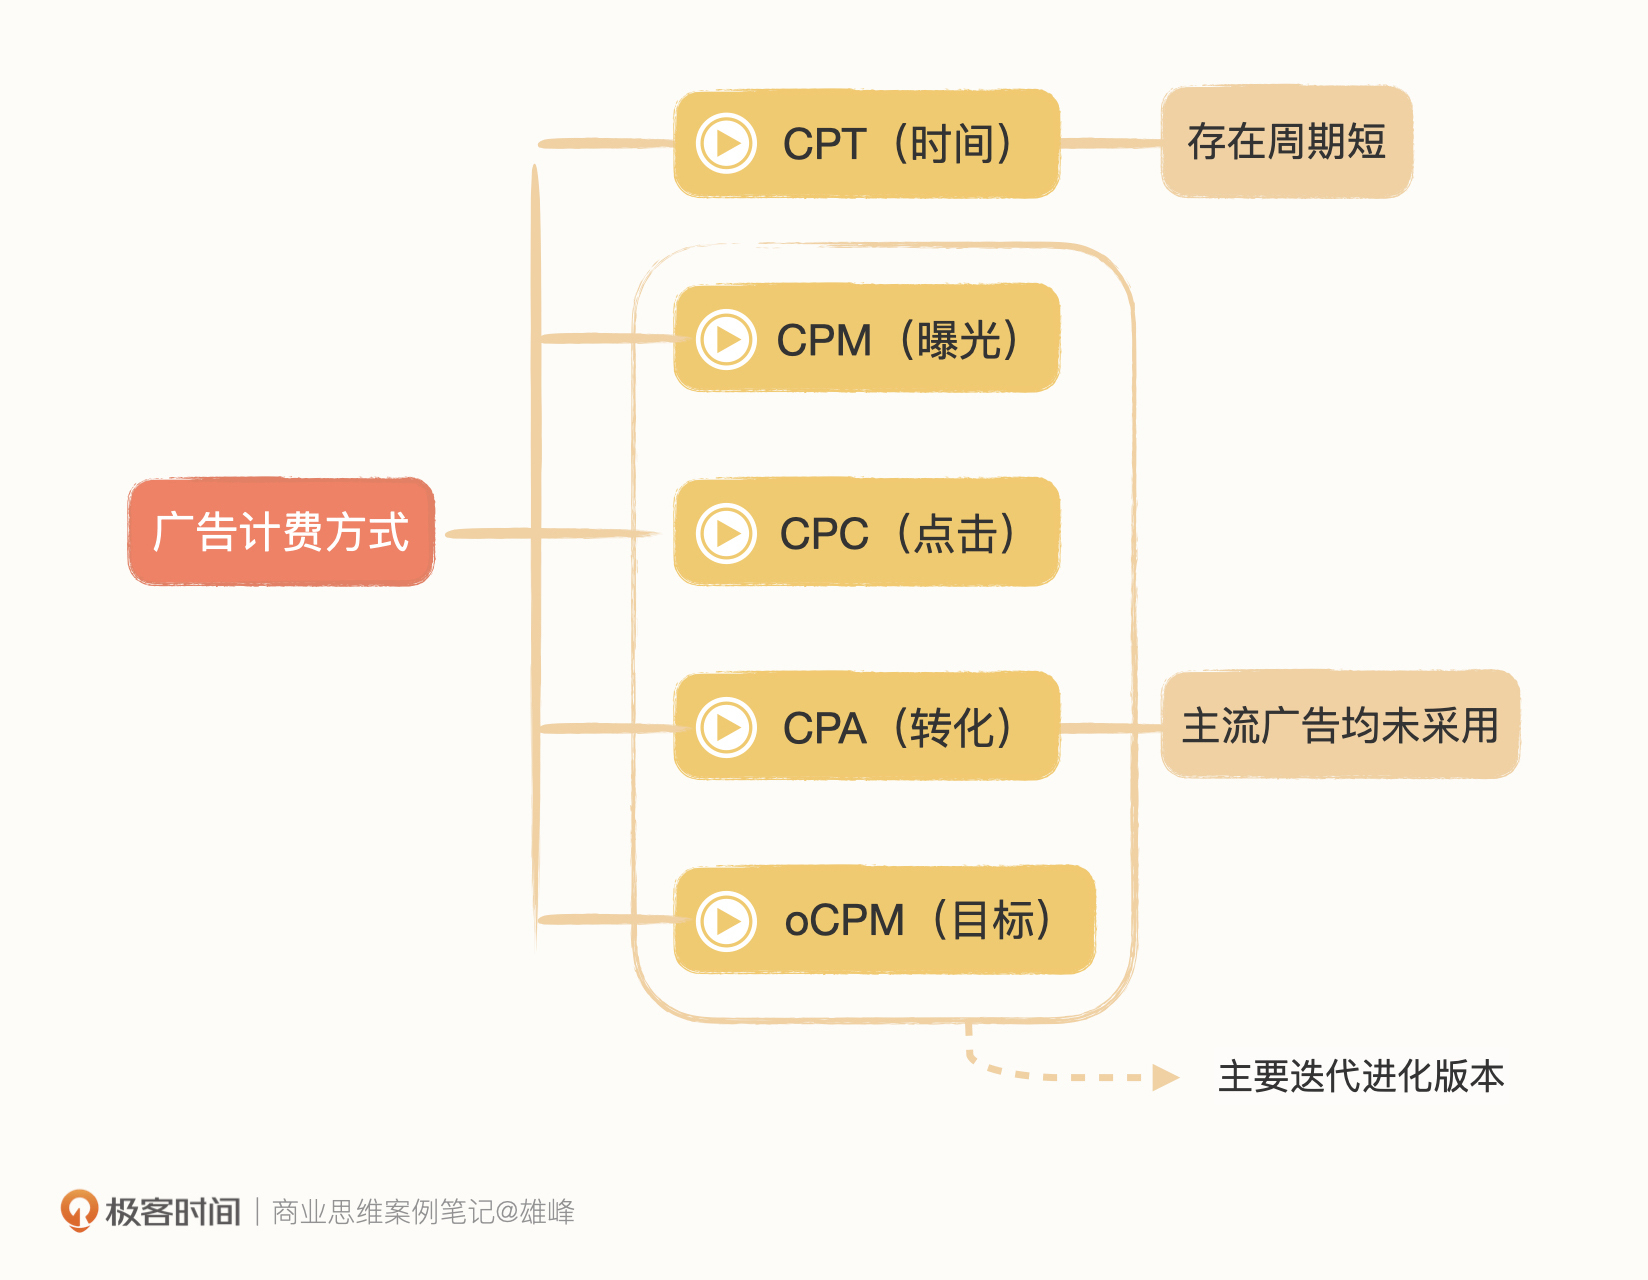 广告计费方式
CPT（时间）
存在周期短
CPM（曝光）
CPC（点击）
CPA（转化）
主流广告均未采用
oCPM（目标）
主要迭代进化版本
极客时间｜商业思维案例笔记@雄峰